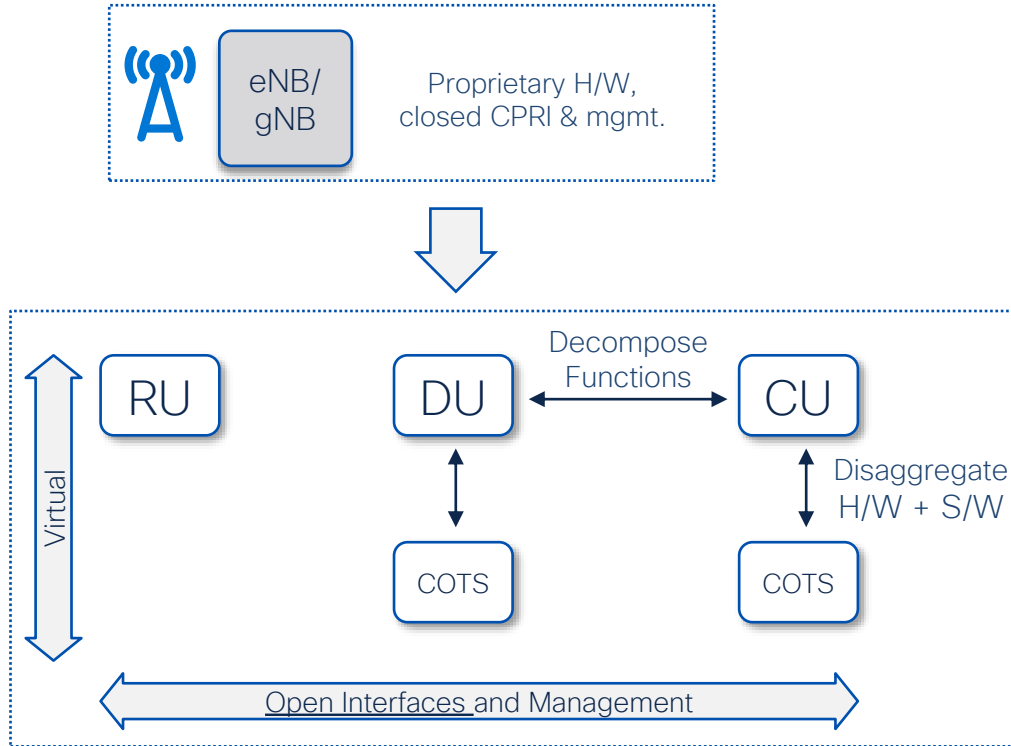 eNB/
gNB
Proprietary H/W,
closed CPRI & mgmt.
Decompose
Functions
RU
DU
CU
Virtual
Disaggregate
H/W + S/W
COTS
COTS
Open Interfaces and Management